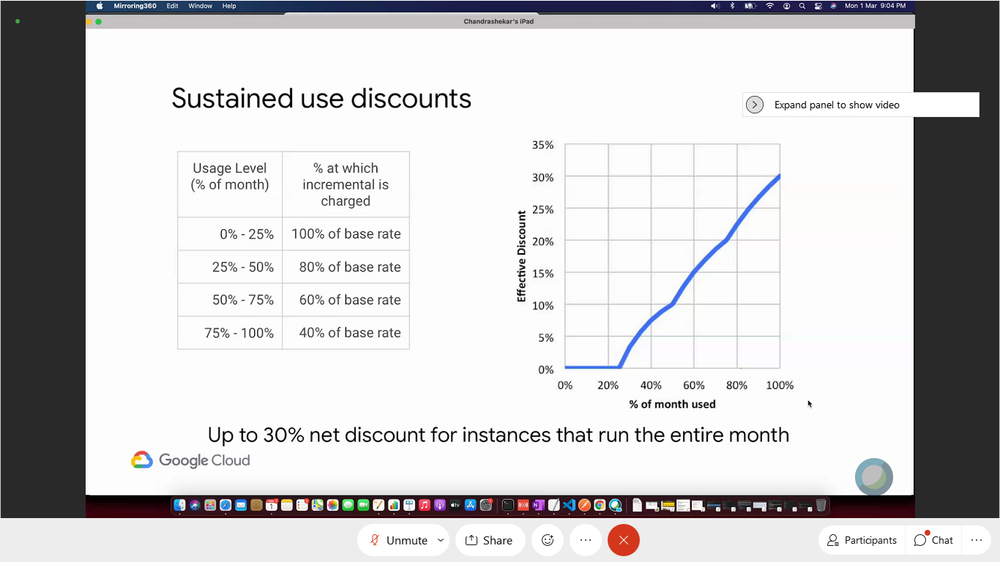 Mirroring360 Edit Window Help
Mon 1 Mar 9:04 PM
Chandrashekar's iPad
Sustained use discounts
Expand panel to show video
Usage Level
(% of month)
% at which
incremental is
charged
0% - 25% 100% of base rate
25% - 50% 80% of base rate
50% - 75% 60% of base rate
75% - 100% 40% of base rate
Effective Discount
35%
30%
25%
20%
15%
10%
5%
0%
0% 20% 40% 60% 80% 100%
% of month used
Up to 30% net discount for instances that run the entire month
Google Cloud
Unmute
Share
Participants
Chat